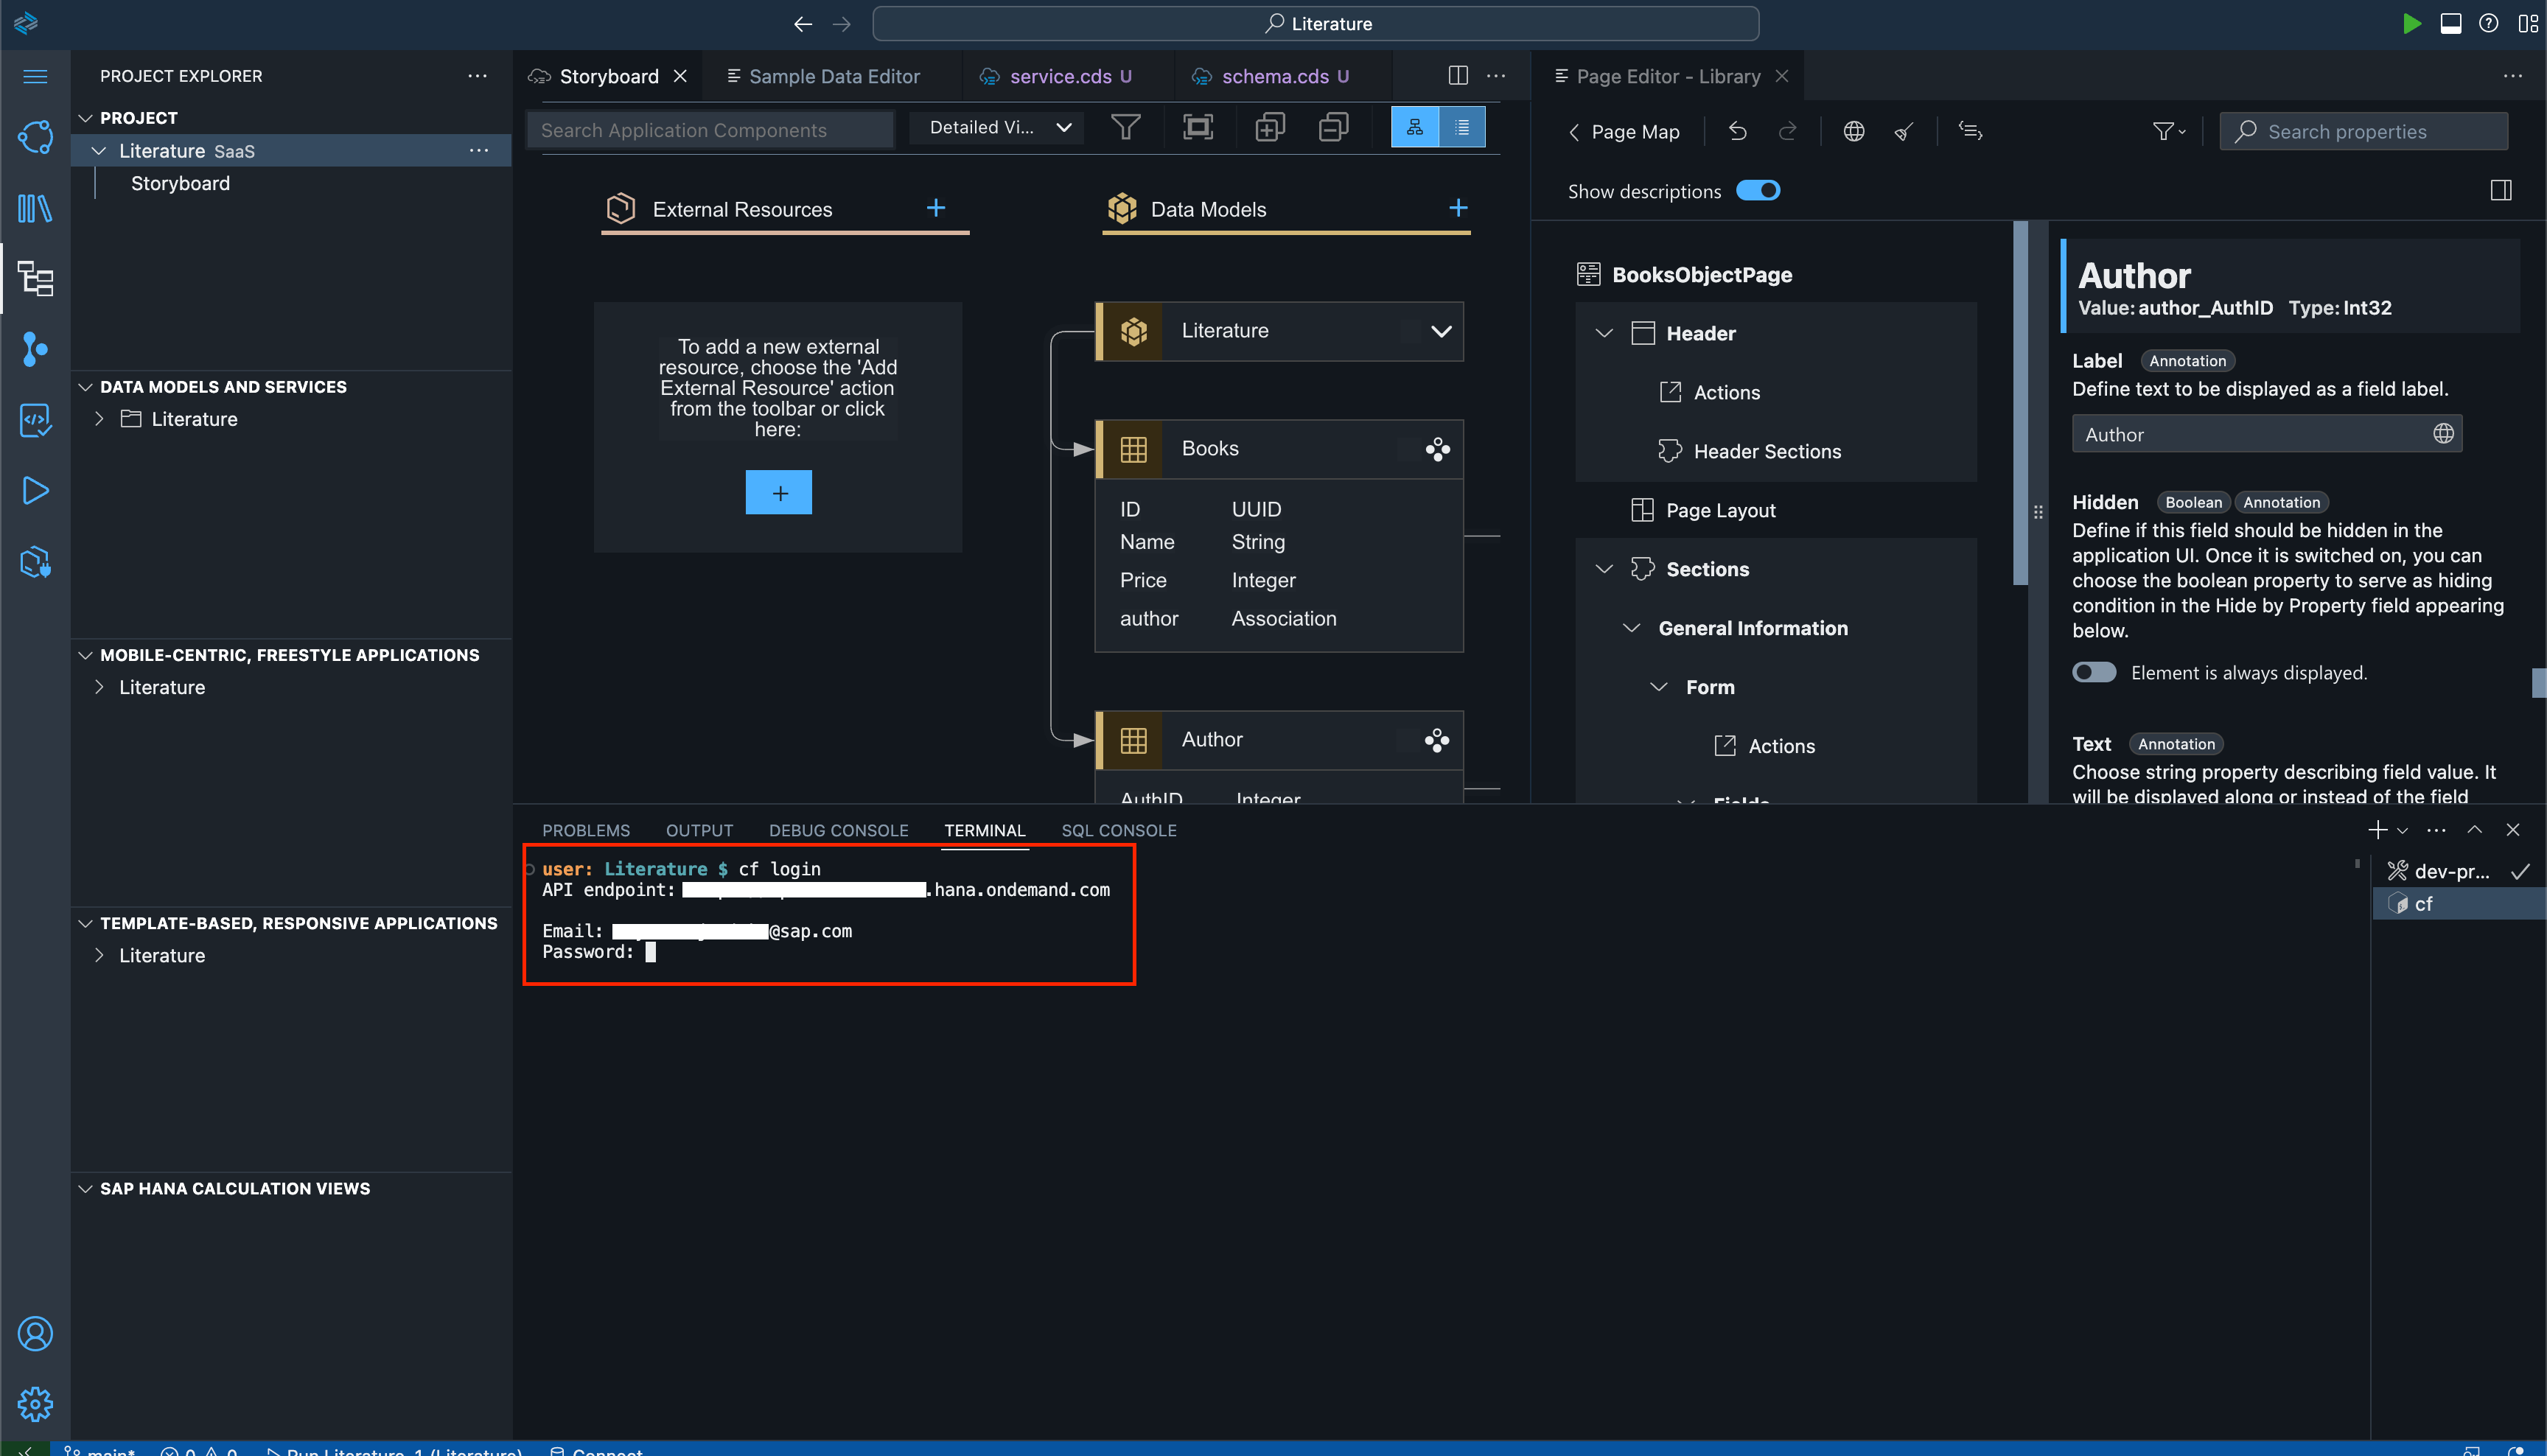 Literature
PROJECT EXPLORER
PROJECT
Literature SaaS
Storyboard
DATA MODELS AND SERVICES
Literature
MOBILE-CENTRIC, FREESTYLE APPLICATIONS
Literature
TEMPLATE-BASED, RESPONSIVE APPLICATIONS
Literature
SAP HANA CALCULATION VIEWS
Storyboard
Sample Data Editor
service.cds U
schema.cds U
Search Application Components
Detailed Vi...
External Resources
Data Models
To add a new external
resource, choose the 'Add
External Resource' action
from the toolbar or click
here:
Literature
Books
ID UUID
Name String
Price Integer
author Association
Author
AuthID Integer
Page Editor - Library
Page Map
Search properties
Show descriptions
BooksObjectPage
Header
Actions
Header Sections
Page Layout
Sections
General Information
Form
Actions
Fields
Author
Value: author_AuthID Type: Int32
Label Annotation
Define text to be displayed as a field label.
Author
Hidden Boolean Annotation
Define if this field should be hidden in the
application UI. Once it is switched on, you can
choose the boolean property to serve as hiding
condition in the Hide by Property field appearing
below.
Element is always displayed.
Text Annotation
Choose string property describing field value. It
will be displayed along or instead of the field
PROBLEMS OUTPUT DEBUG CONSOLE TERMINAL SQL CONSOLE
user: Literature $ cf login
API endpoint: .hana.ondemand.com
Email: @sap.com
Password:
dev-pr...
cf
main* 0 0 Run Literature-1 (Literature) Connect